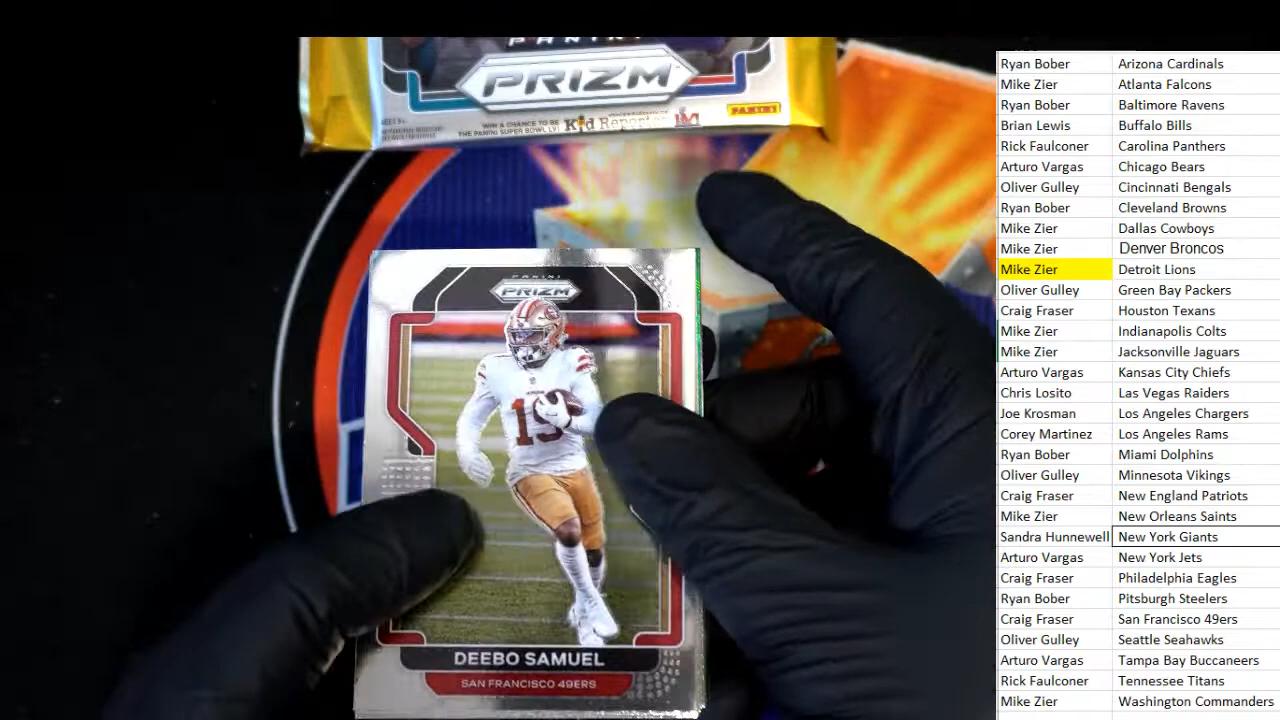 PANINI
PRIZM
PANINI
WIN A CHANCE TO BE
THE PANINI SUPER BOWL LVI Kid Reporter
PANINI
PRIZM
19
DEEBO SAMUEL
SAN FRANCISCO 49ERS
Ryan Bober Arizona Cardinals
Mike Zier Atlanta Falcons
Ryan Bober Baltimore Ravens
Brian Lewis Buffalo Bills
Rick Faulconer Carolina Panthers
Arturo Vargas Chicago Bears
Oliver Gulley Cincinnati Bengals
Ryan Bober Cleveland Browns
Mike Zier Dallas Cowboys
Mike Zier Denver Broncos
Mike Zier Detroit Lions
Oliver Gulley Green Bay Packers
Craig Fraser Houston Texans
Mike Zier Indianapolis Colts
Mike Zier Jacksonville Jaguars
Arturo Vargas Kansas City Chiefs
Chris Losito Las Vegas Raiders
Joe Krosman Los Angeles Chargers
Corey Martinez Los Angeles Rams
Ryan Bober Miami Dolphins
Oliver Gulley Minnesota Vikings
Craig Fraser New England Patriots
Mike Zier New Orleans Saints
Sandra Hunnewell New York Giants
Arturo Vargas New York Jets
Craig Fraser Philadelphia Eagles
Ryan Bober Pitsburgh Steelers
Craig Fraser San Francisco 49ers
Oliver Gulley Seattle Seahawks
Arturo Vargas Tampa Bay Buccaneers
Rick Faulconer Tennessee Titans
Mike Zier Washington Commanders